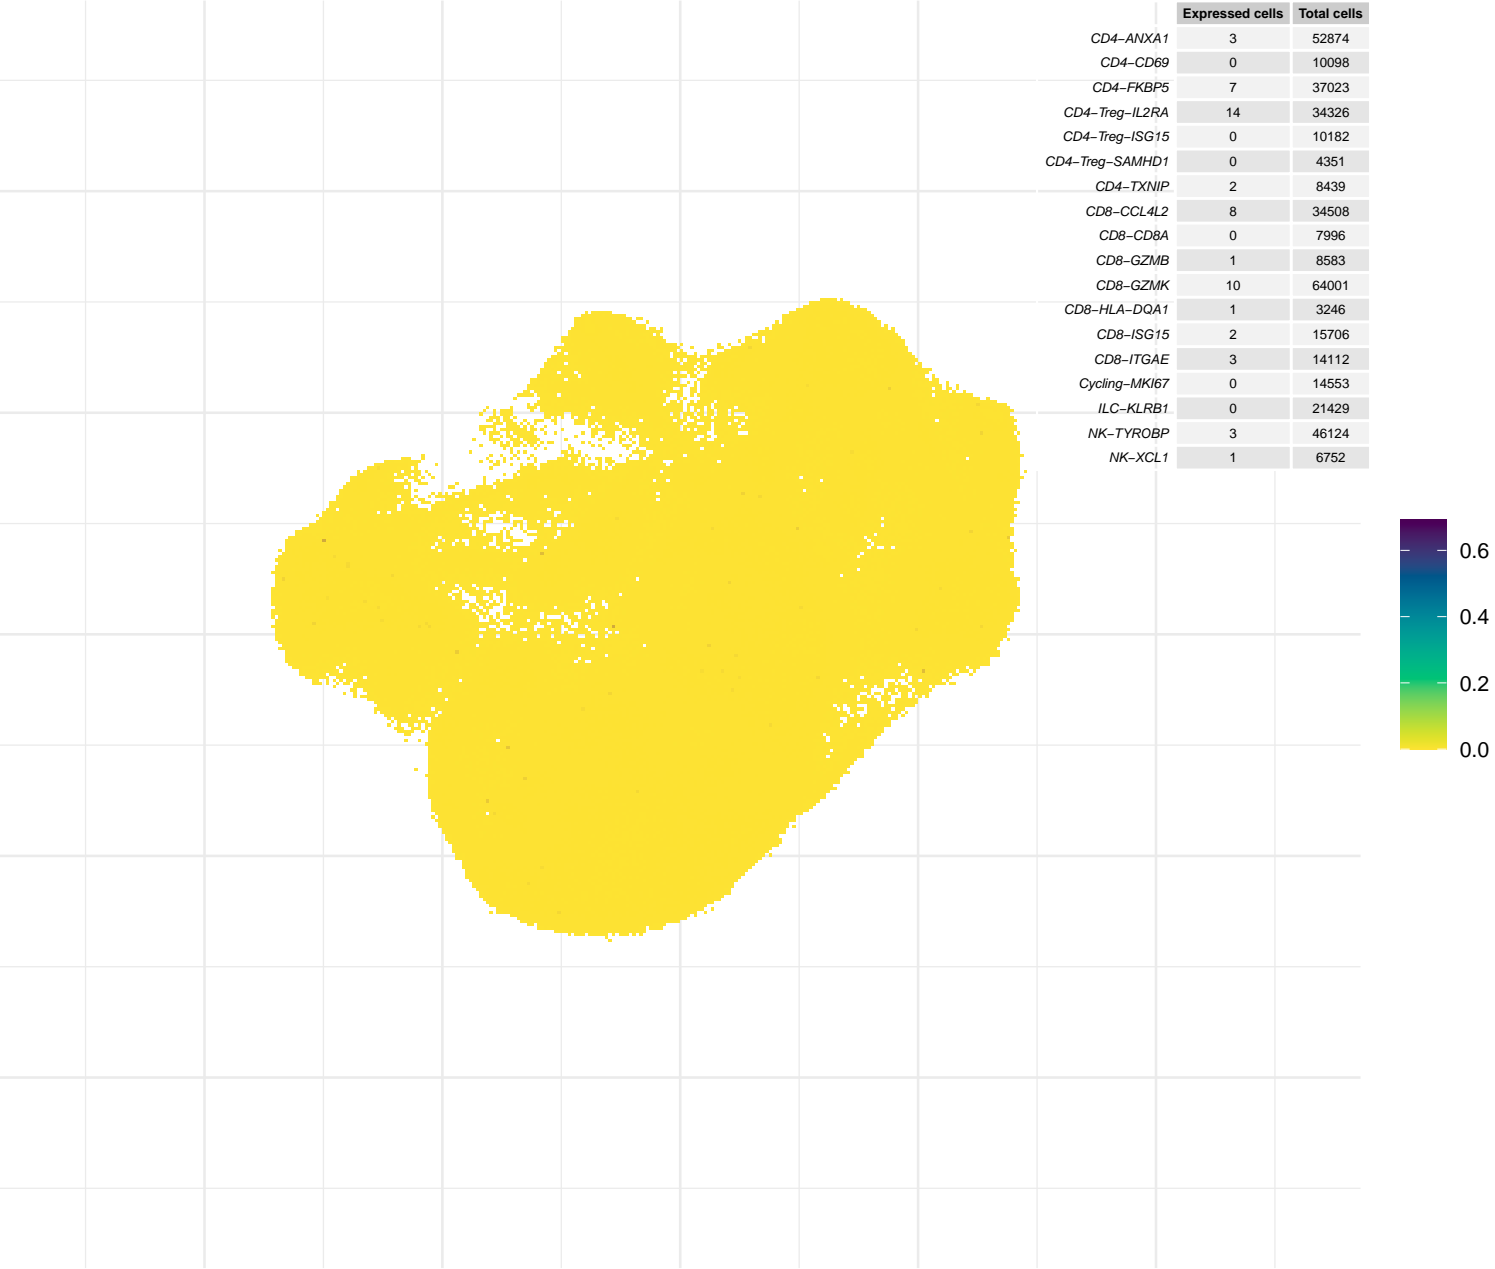 Expressed cells Total cells
CD4−ANXA1 3 52874
CD4−CD69 0 10098
CD4−FKBP5 7 37023
CD4−Treg−IL2RA 14 34326
CD4−Treg−ISG15 0 10182
CD4−Treg−SAMHD1 0 4351
CD4−TXNIP 2 8439
CD8−CCL4L2 8 34508
CD8−CD8A 0 7996
CD8−GZMB 1 8583
CD8−GZMK 10 64001
CD8−HLA−DQA1 1 3246
CD8−ISG15 2 15706
CD8−ITGAE 3 14112
Cycling−MKI67 0 14553
ILC−KLRB1 0 21429
NK−TYROBP 3 46124
NK−XCL1 1 6752
0.6
0.4
0.2
0.0